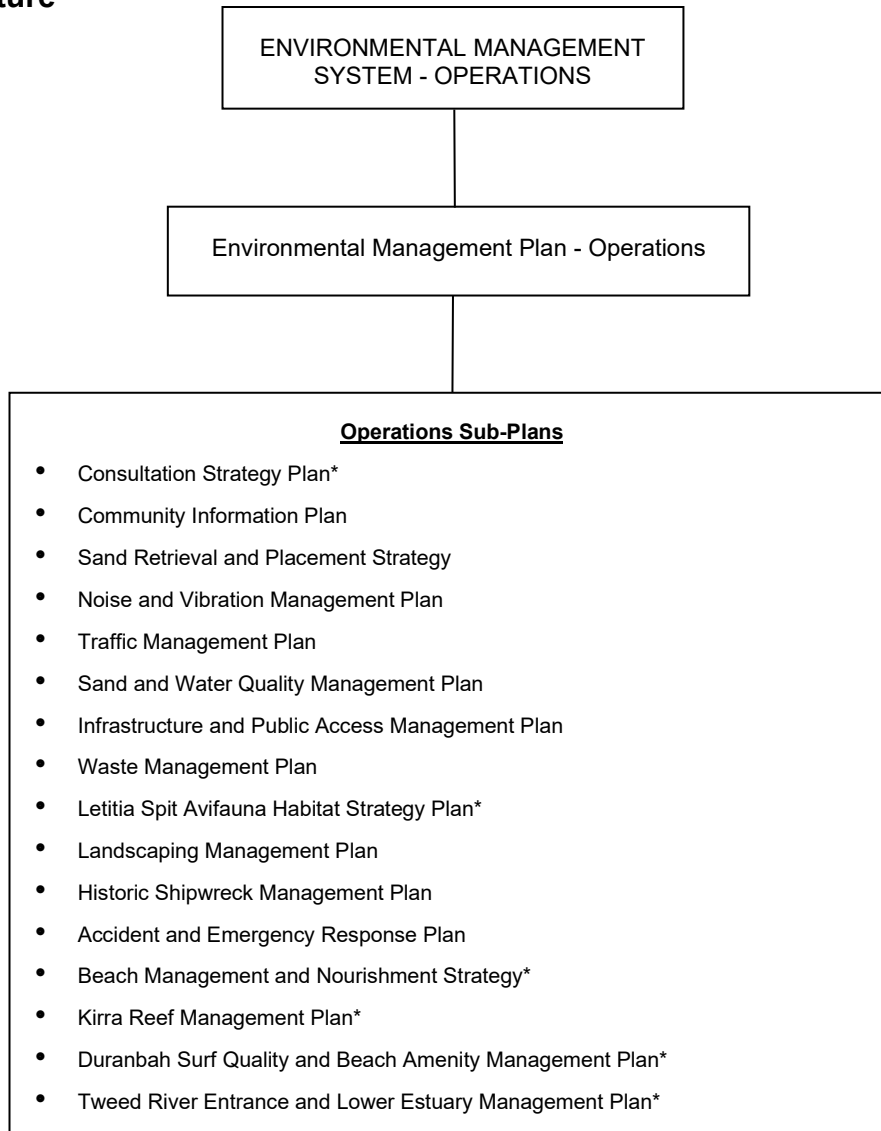 ENVIRONMENTAL MANAGEMENT
SYSTEM - OPERATIONS
Environmental Management Plan - Operations
Operations Sub-Plans
• Consultation Strategy Plan*
• Community Information Plan
• Sand Retrieval and Placement Strategy
• Noise and Vibration Management Plan
• Traffic Management Plan
• Sand and Water Quality Management Plan
• Infrastructure and Public Access Management Plan
• Waste Management Plan
• Letitia Spit Avifauna Habitat Strategy Plan*
• Landscaping Management Plan
• Historic Shipwreck Management Plan
• Accident and Emergency Response Plan
• Beach Management and Nourishment Strategy*
• Kirra Reef Management Plan*
• Duranbah Surf Quality and Beach Amenity Management Plan*
• Tweed River Entrance and Lower Estuary Management Plan*